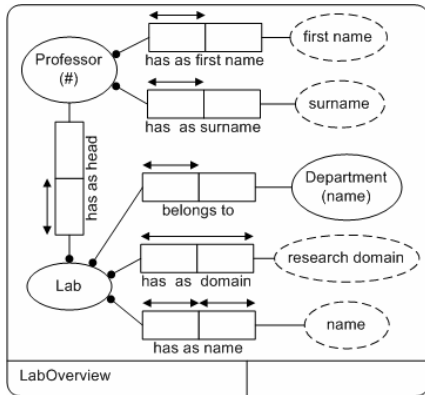 first name
has as first name
Professor
(#)
surname
has as surname
has as head
Department
(name)
belongs to
research domain
has as domain
Lab
name
has as name
LabOverview